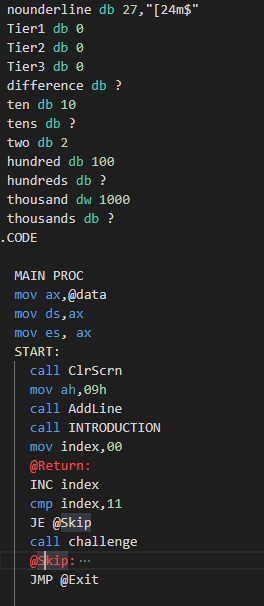 nounderline db 27,"[24m$"
Tier1 db 0
Tier2 db 0
Tier3 db 0
difference db ?
ten db 10
tens db ?
two db 2
hundred db 100
hundreds db ?
thousand dw 1000
thousands db ?
.CODE
MAIN PROC
mov ax,@data
mov ds,ax
mov es, ax
START:
call ClrScrn
mov ah,09h
call AddLine
call INTRODUCTION
mov index,00
@Return:
INC index
cmp index,11
JE @Skip
call challenge
@Skip:⋯
JMP @Exit